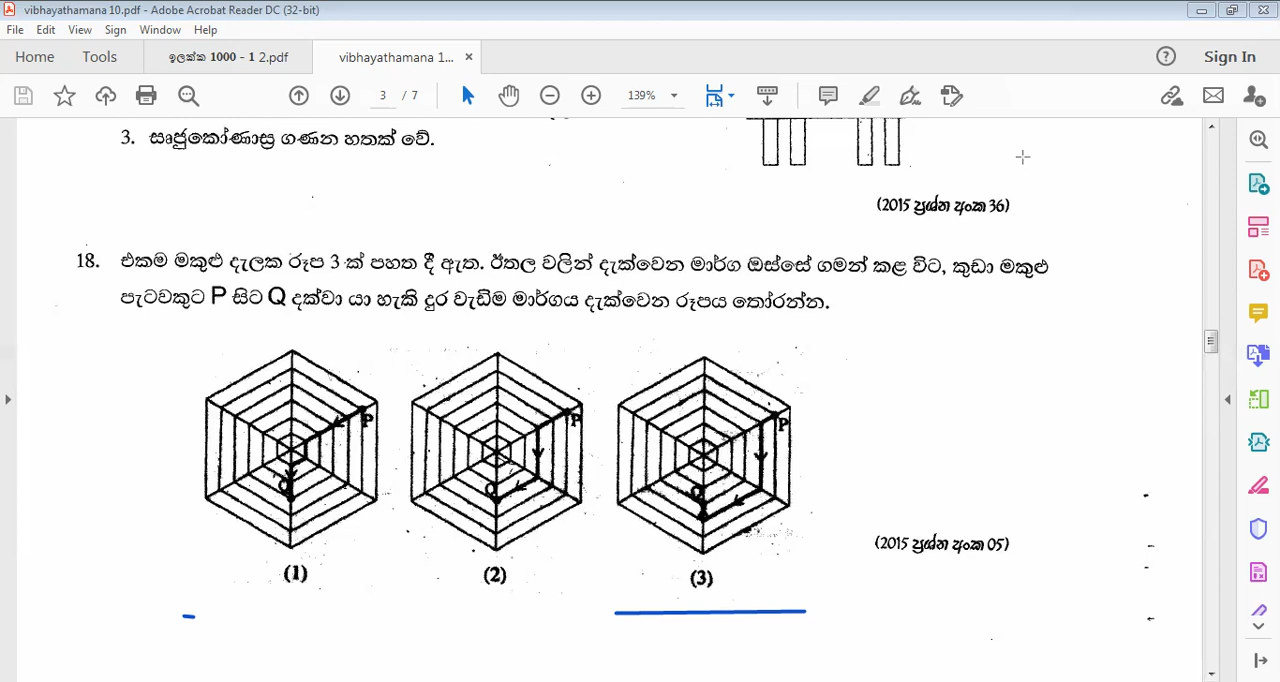 vibhayathamana 10.pdf - Adobe Acrobat Reader DC (32-bit)
File Edit View Sign Window Help
Home Tools ඉලක්ක 1000 - 1 2.pdf vibhayathamana 1... × Sign In
3 / 7 139%
3. සෘජුකෝණාස්‍ර ගණන හතක් වේ.
(2015 ප්‍රශ්න අංක 36)
18. එකම මකුළු දැලක රූප 3 ක් පහත දී ඇත. ඊතල වලින් දැක්වෙන මාර්ග ඔස්සේ ගමන් කළ විට, කුඩා මකුළු
පැටවකුට P සිට Q දක්වා යා හැකි දුර වැඩිම මාර්ගය දැක්වෙන රූපය තෝරන්න.
P P P
Q Q Q
(2015 ප්‍රශ්න අංක 05)
(1) (2) (3)